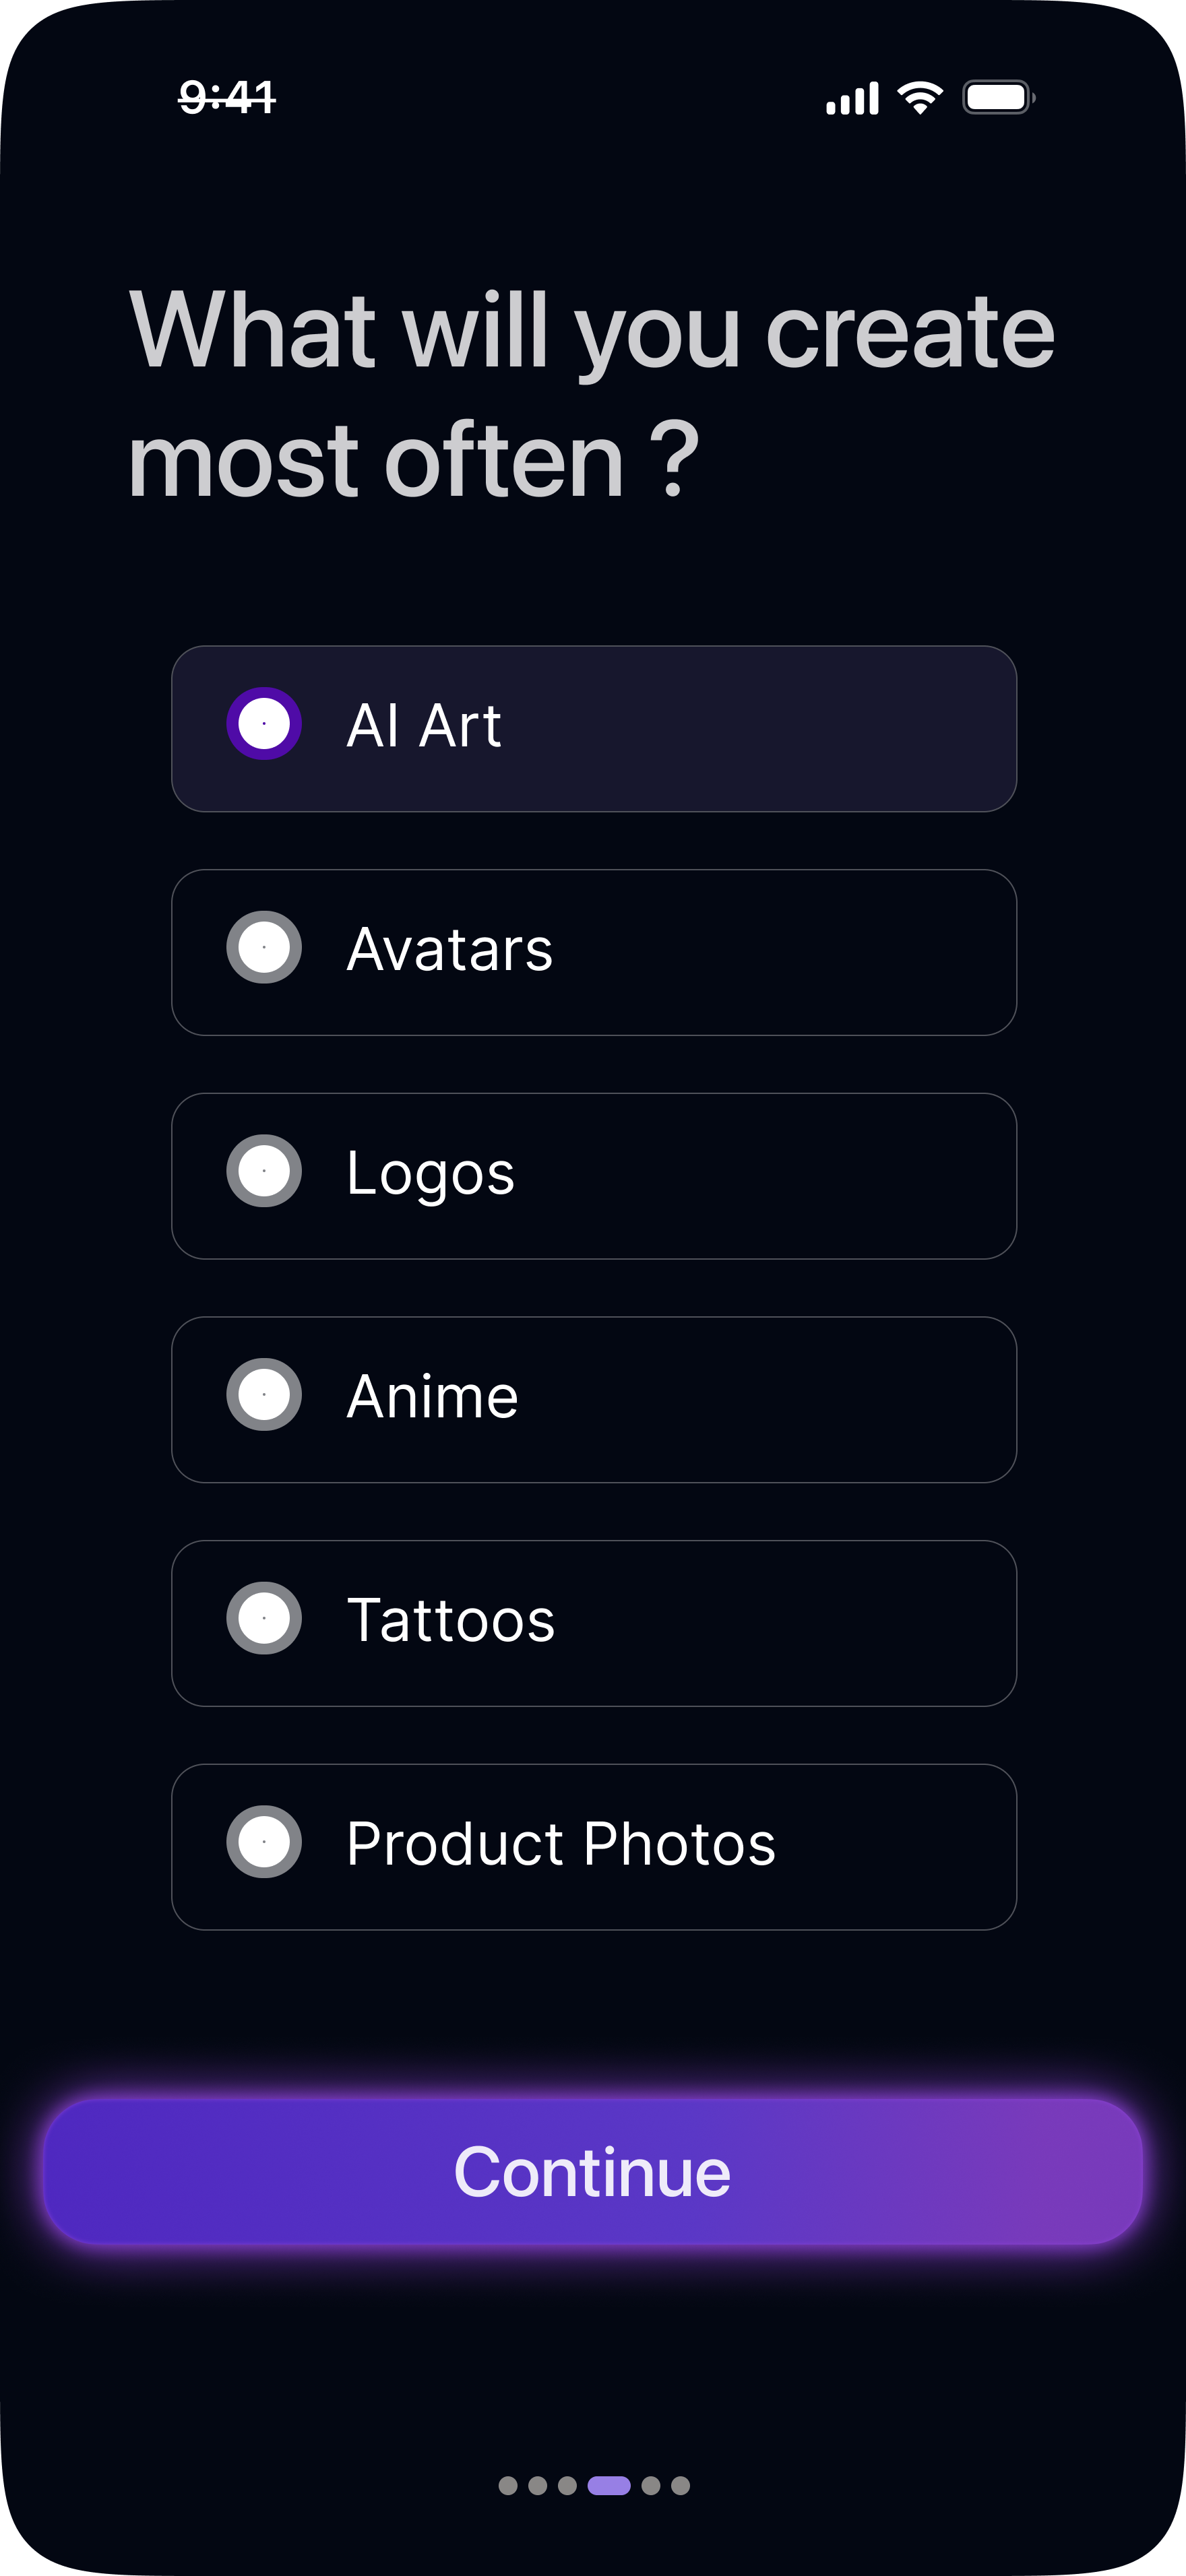 9:41
What will you create
most often ?
AI Art
Avatars
Logos
Anime
Tattoos
Product Photos
Continue